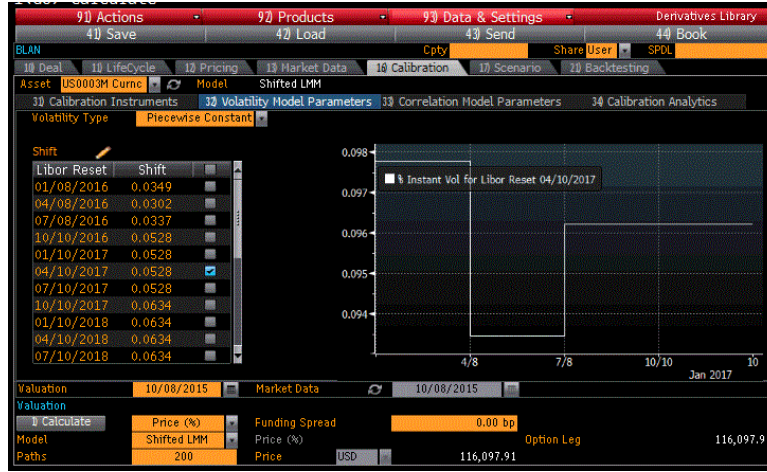 91) Actions 92) Products 93) Data & Settings Derivatives Library
41) Save 42) Load 43) Send 44) Book
BLAN Cpty Share User SPDL
10) Deal 11) LifeCycle 12) Pricing 13) Market Data 16) Calibration 17) Scenario 21) Backtesting
Asset US0003M Curnc Model Shifted LMM
31) Calibration Instruments 32) Volatility Model Parameters 33) Correlation Model Parameters 34) Calibration Analytics
Volatility Type Piecewise Constant
Shift
Libor Reset Shift
01/08/2016 0.0349
04/08/2016 0.0302
07/08/2016 0.0337
10/10/2016 0.0528
01/10/2017 0.0528
04/10/2017 0.0528
07/10/2017 0.0528
10/10/2017 0.0634
01/10/2018 0.0634
04/10/2018 0.0634
07/10/2018 0.0634
0.098
% Instant Vol for Libor Reset 04/10/2017
0.097
0.096
0.095
0.094
4/8 7/8 10/10 10
Jan 2017
Valuation 10/08/2015 Market Data 10/08/2015
Valuation
1) Calculate Price (%) Funding Spread 0.00 bp
Model Shifted LMM Price (%) Option Leg 116,097.9
Paths 200 Price USD 116,097.91